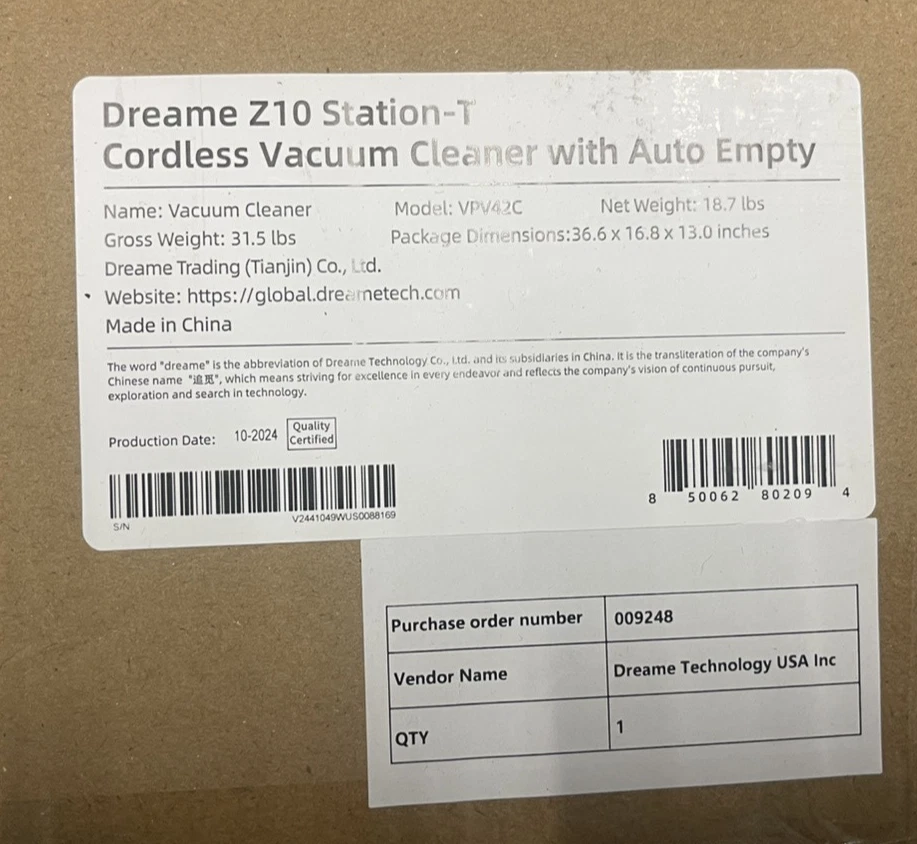 Dreame Z10 Station-T
Cordless Vacuum Cleaner with Auto Empty
Name: Vacuum Cleaner Model: VPV42C Net Weight: 18.7 lbs
Gross Weight: 31.5 lbs Package Dimensions:36.6 x 16.8 x 13.0 inches
Dreame Trading (Tianjin) Co., Ltd.
Website: https://global.dreametech.com
Made in China
The word "dreame" is the abbreviation of Dreame Technology Co., Ltd. and its subsidiaries in China. It is the transliteration of the company's
Chinese name "追觅", which means striving for excellence in every endeavor and reflects the company's vision of continuous pursuit,
exploration and search in technology.
Production Date: 10-2024 Quality
Certified
S/N V2441049WUS0088169
8 50062 80209 4
Purchase order number 009248
Vendor Name Dreame Technology USA Inc
QTY 1